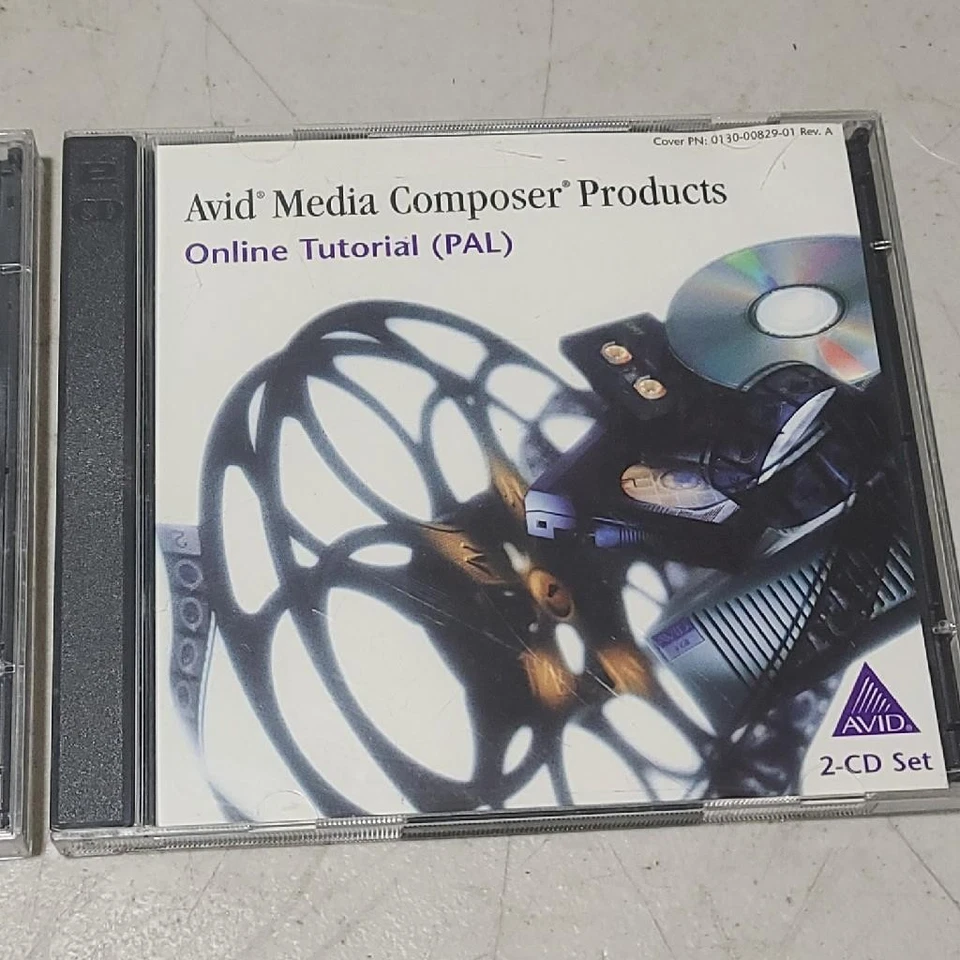 Cover PN: 0130-00829-01 Rev. A
Avid® Media Composer® Products
Online Tutorial (PAL)
AVID®
2-CD Set